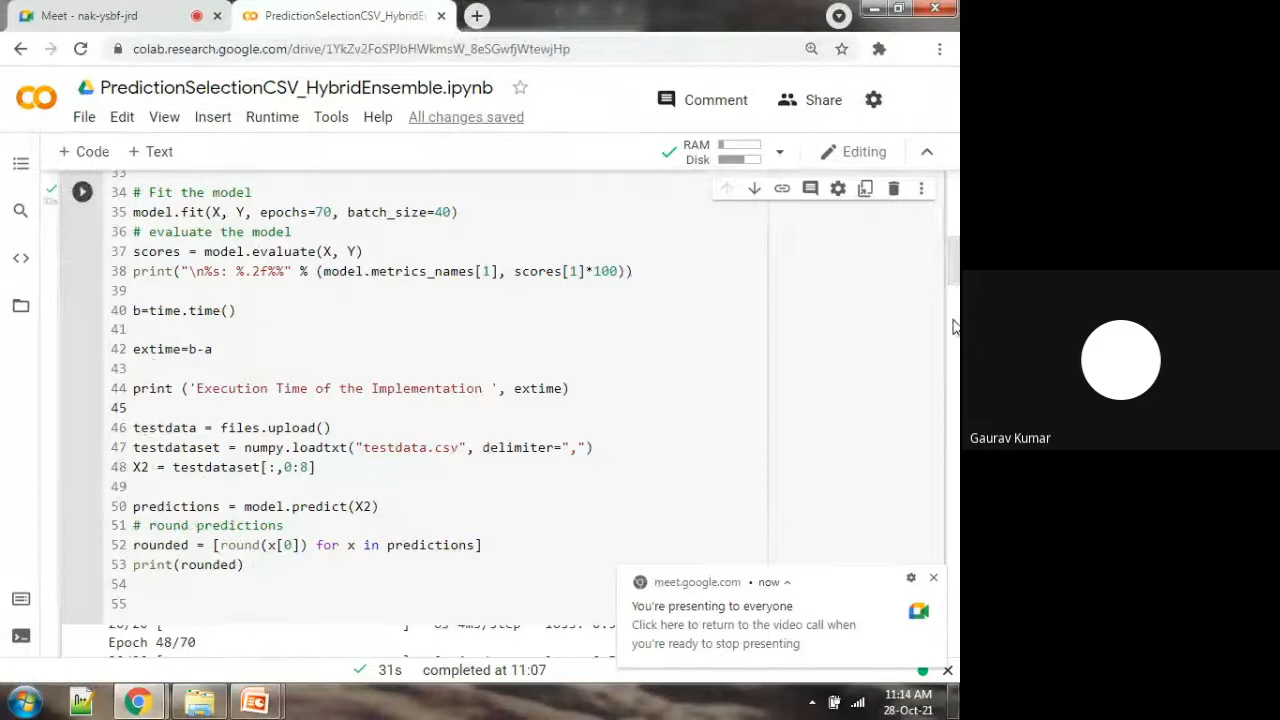 Meet - nak-ysbf-jrd
PredictionSelectionCSV_HybridEn
colab.research.google.com/drive/1YkZv2FoSPJbHWkmsW_8eSGwfjWtewjHp
PredictionSelectionCSV_HybridEnsemble.ipynb
Comment
Share
File Edit View Insert Runtime Tools Help All changes saved
+ Code + Text
RAM
Disk
Editing
33
34 # Fit the model
35 model.fit(X, Y, epochs=70, batch_size=40)
36 # evaluate the model
37 scores = model.evaluate(X, Y)
38 print("\n%s: %.2f%%" % (model.metrics_names[1], scores[1]*100))
39
40 b=time.time()
41
42 extime=b-a
43
44 print ('Execution Time of the Implementation ', extime)
45
46 testdata = files.upload()
47 testdataset = numpy.loadtxt("testdata.csv", delimiter=",")
48 X2 = testdataset[:,0:8]
49
50 predictions = model.predict(X2)
51 # round predictions
52 rounded = [round(x[0]) for x in predictions]
53 print(rounded)
54
55
Epoch 48/70
31s completed at 11:07
meet.google.com • now
You're presenting to everyone
Click here to return to the video call when
you're ready to stop presenting
Gaurav Kumar
11:14 AM
28-Oct-21